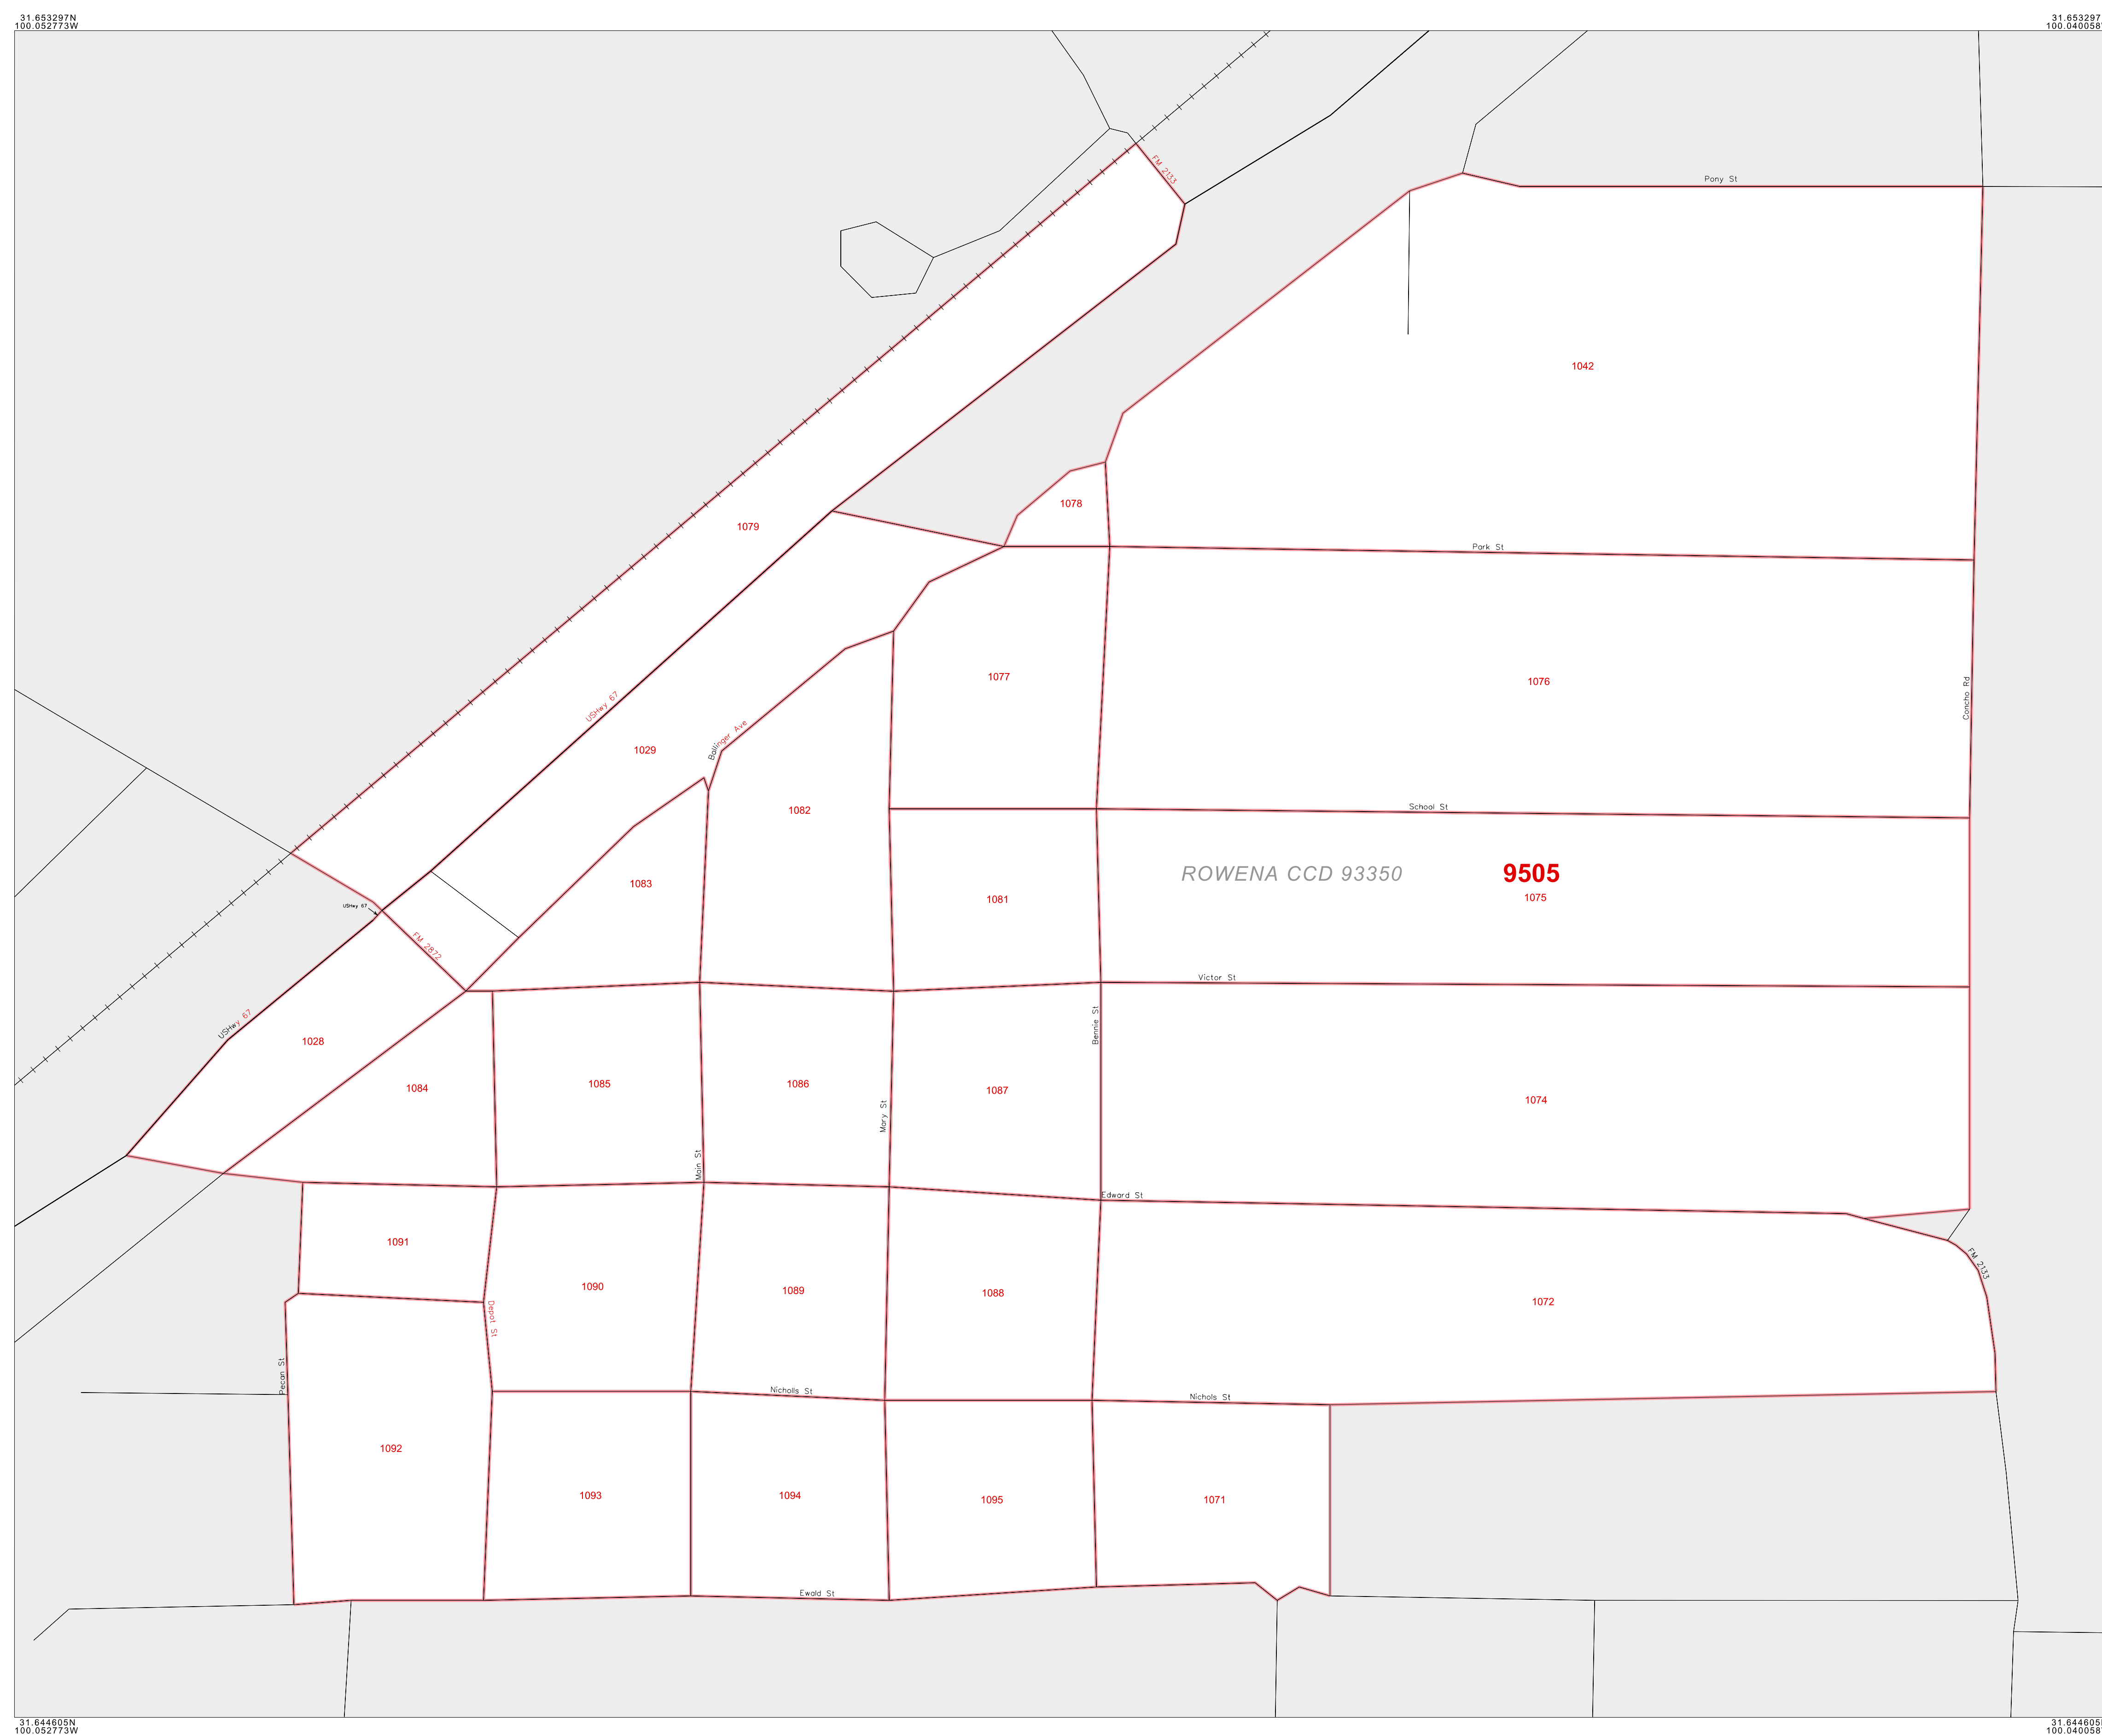 31.653297N
100.052773W
31.653297
100.040058
FM 2133
Pony St
1042
1078
1079
Park St
1077
1076
Concho Rd
USHwy 67
Ballinger Ave
1029
1082
School St
1083
ROWENA CCD 93350
9505
1081
1075
USHwy 67
FM 2872
Victor St
USHwy 67
1028
Bennie St
1084
1085
1086
1087
1074
Mary St
Main St
Edward St
1091
FM 2133
1090
1089
1088
1072
Depot St
Pecan St
Nicholls St
Nichols St
1092
1093
1094
1095
1071
Ewald St
31.644605N
100.052773W
31.644605
100.040058